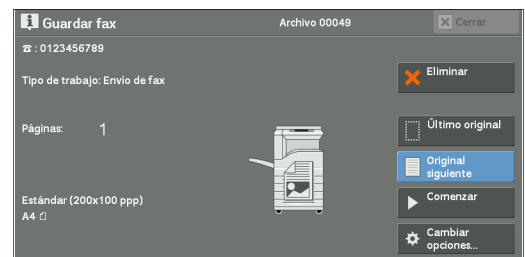 Guardar fax
Archivo 00049
Cerrar
: 0123456789
Tipo de trabajo: Envío de fax
Eliminar
Páginas: 1
Último original
Original
siguiente
Estándar (200x100 ppp)
A4
Comenzar
Cambiar
opciones...